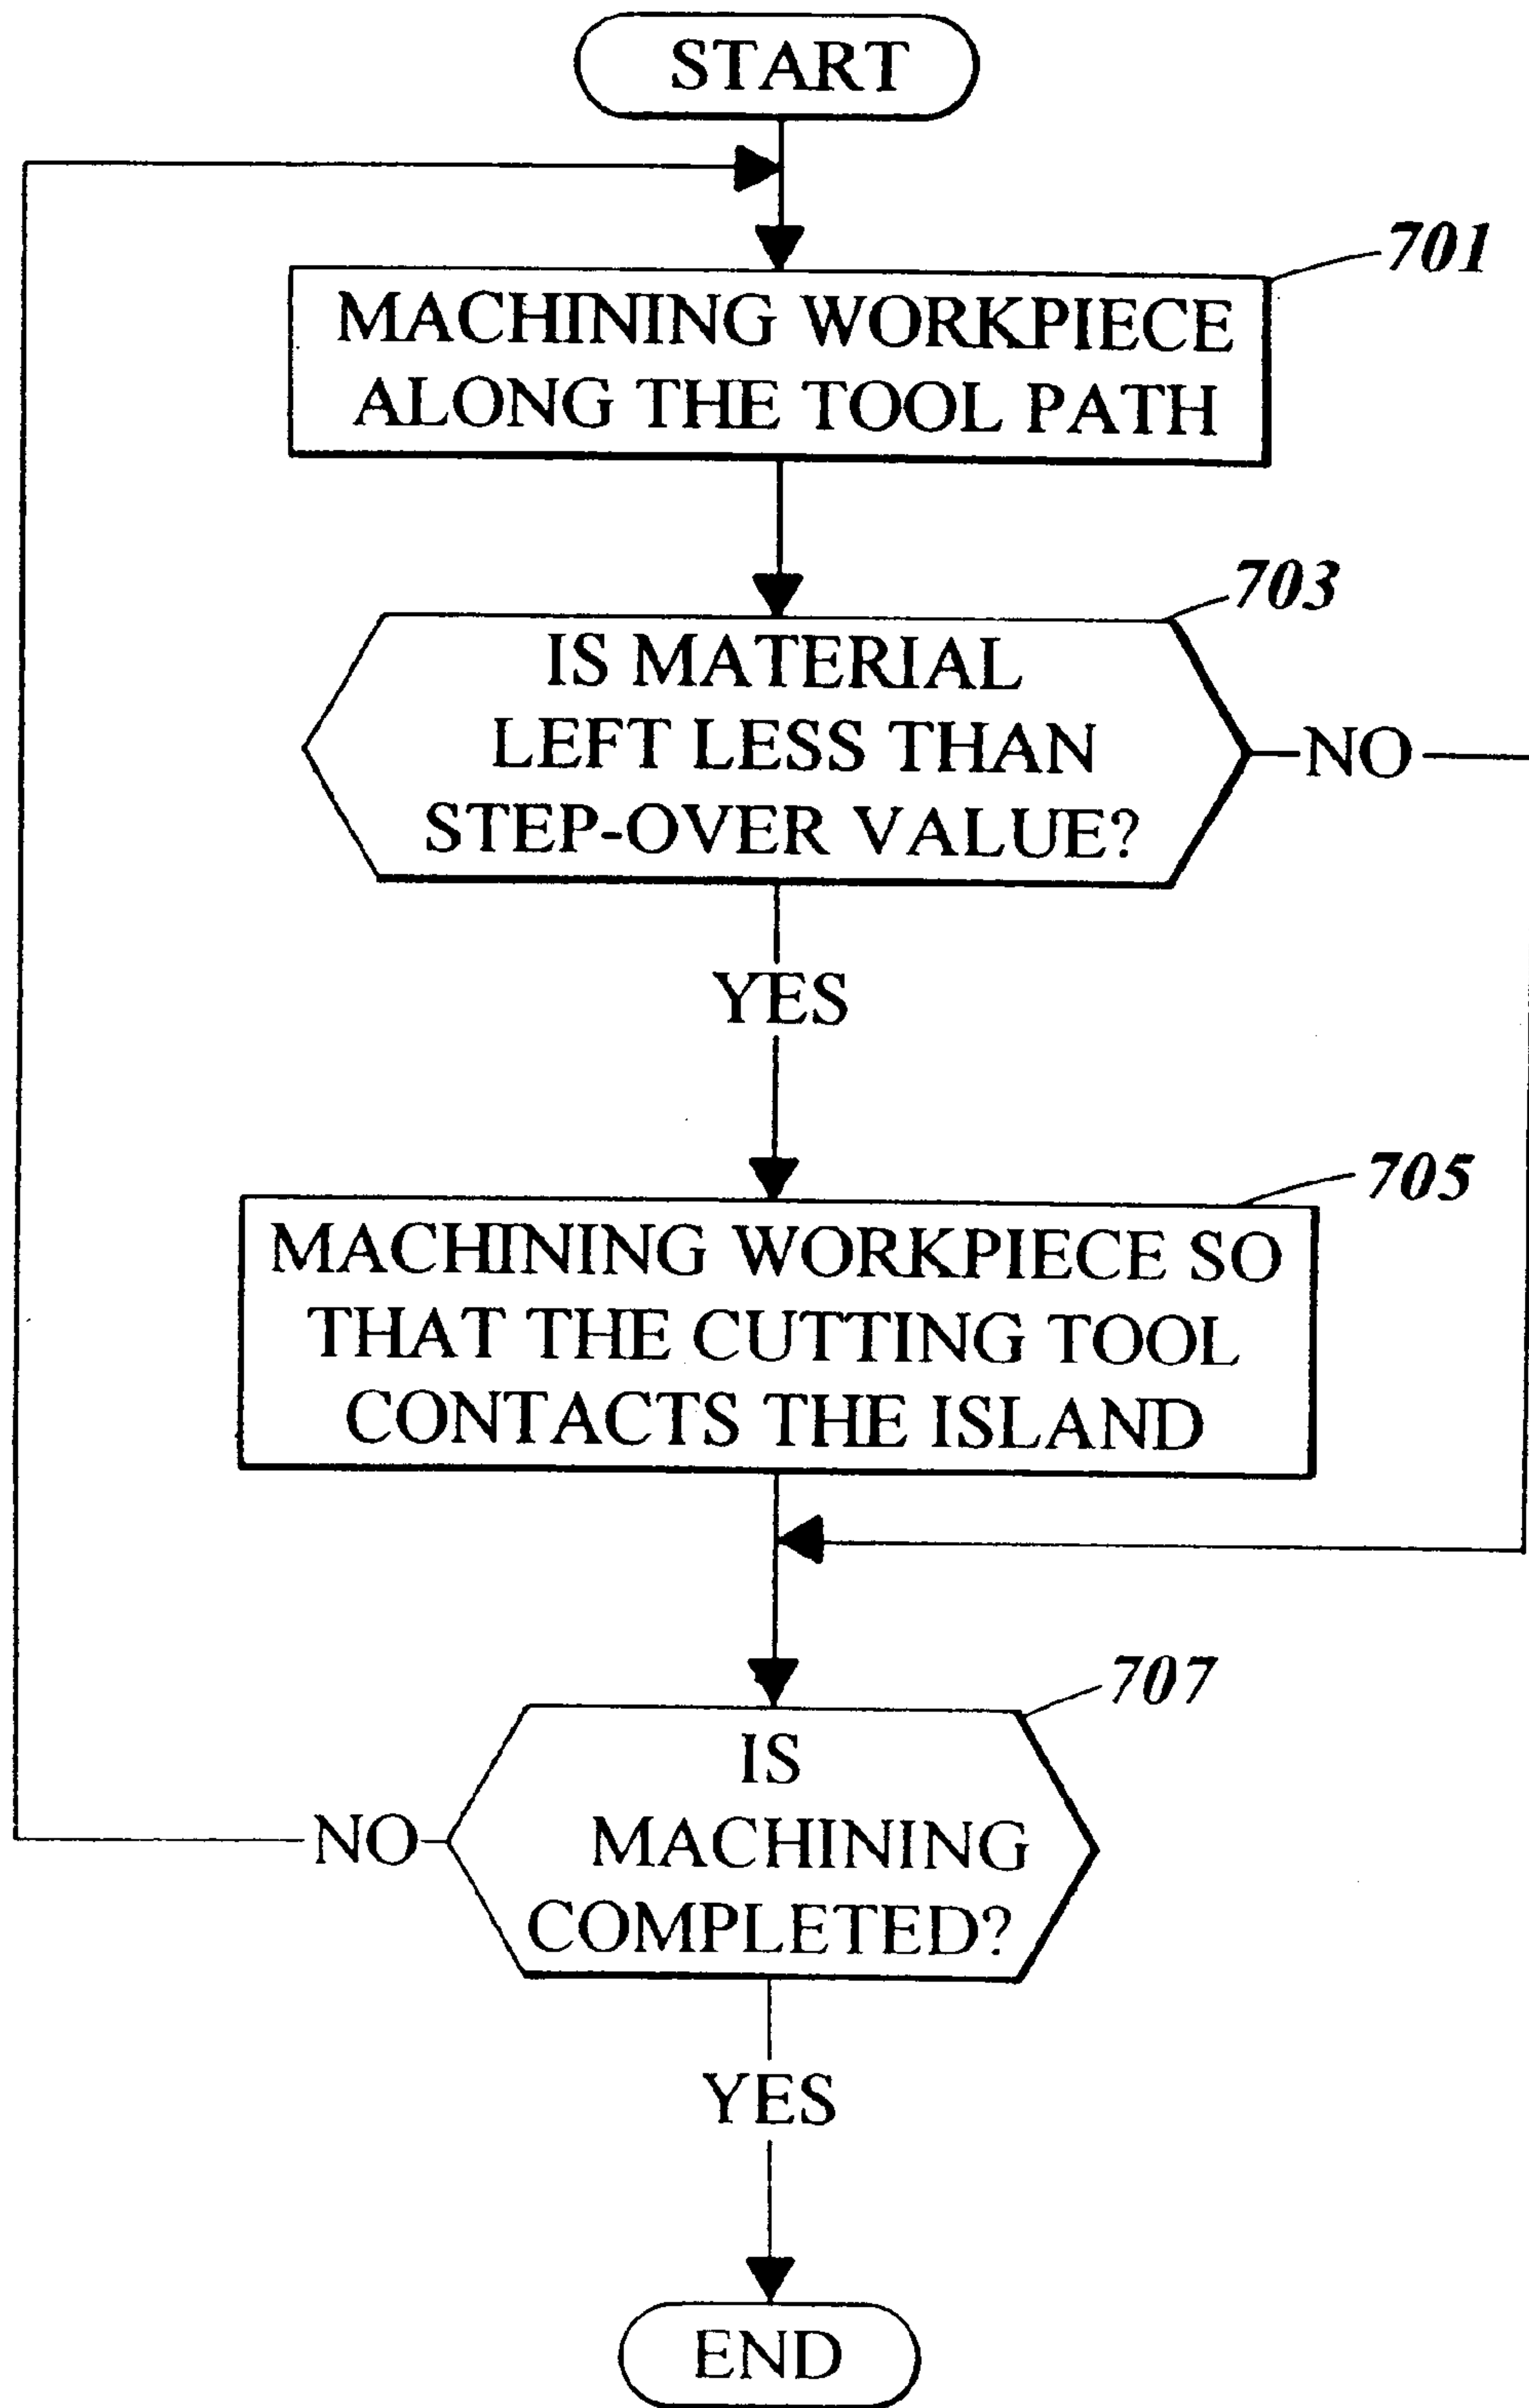 START
701
MACHINING WORKPIECE
ALONG THE TOOL PATH
703
IS MATERIAL
LEFT LESS THAN
STEP-OVER VALUE?
NO
YES
705
MACHINING WORKPIECE SO
THAT THE CUTTING TOOL
CONTACTS THE ISLAND
707
IS
MACHINING
COMPLETED?
NO
YES
END